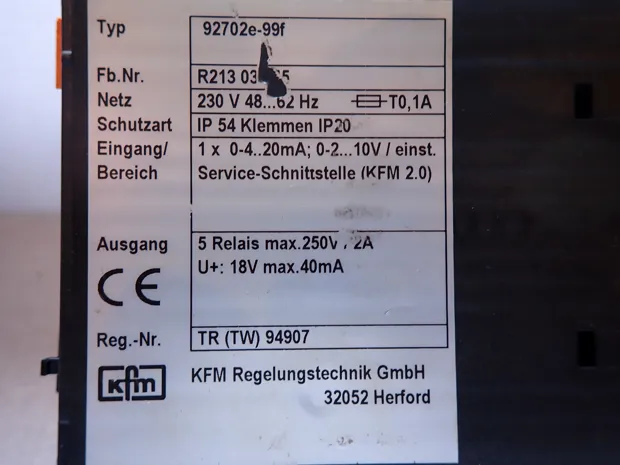 Typ 92702e-99f
Fb.Nr. R213
Netz 230 V 48...62 Hz T0,1A
Schutzart IP 54 Klemmen IP20
Eingang/ 1 x 0-4..20mA; 0-2...10V / einst.
Bereich Service-Schnittstelle (KFM 2.0)
Ausgang 5 Relais max.250V / 2A
U+: 18V max.40mA
CE
Reg.-Nr. TR (TW) 94907
kfm KFM Regelungstechnik GmbH
32052 Herford